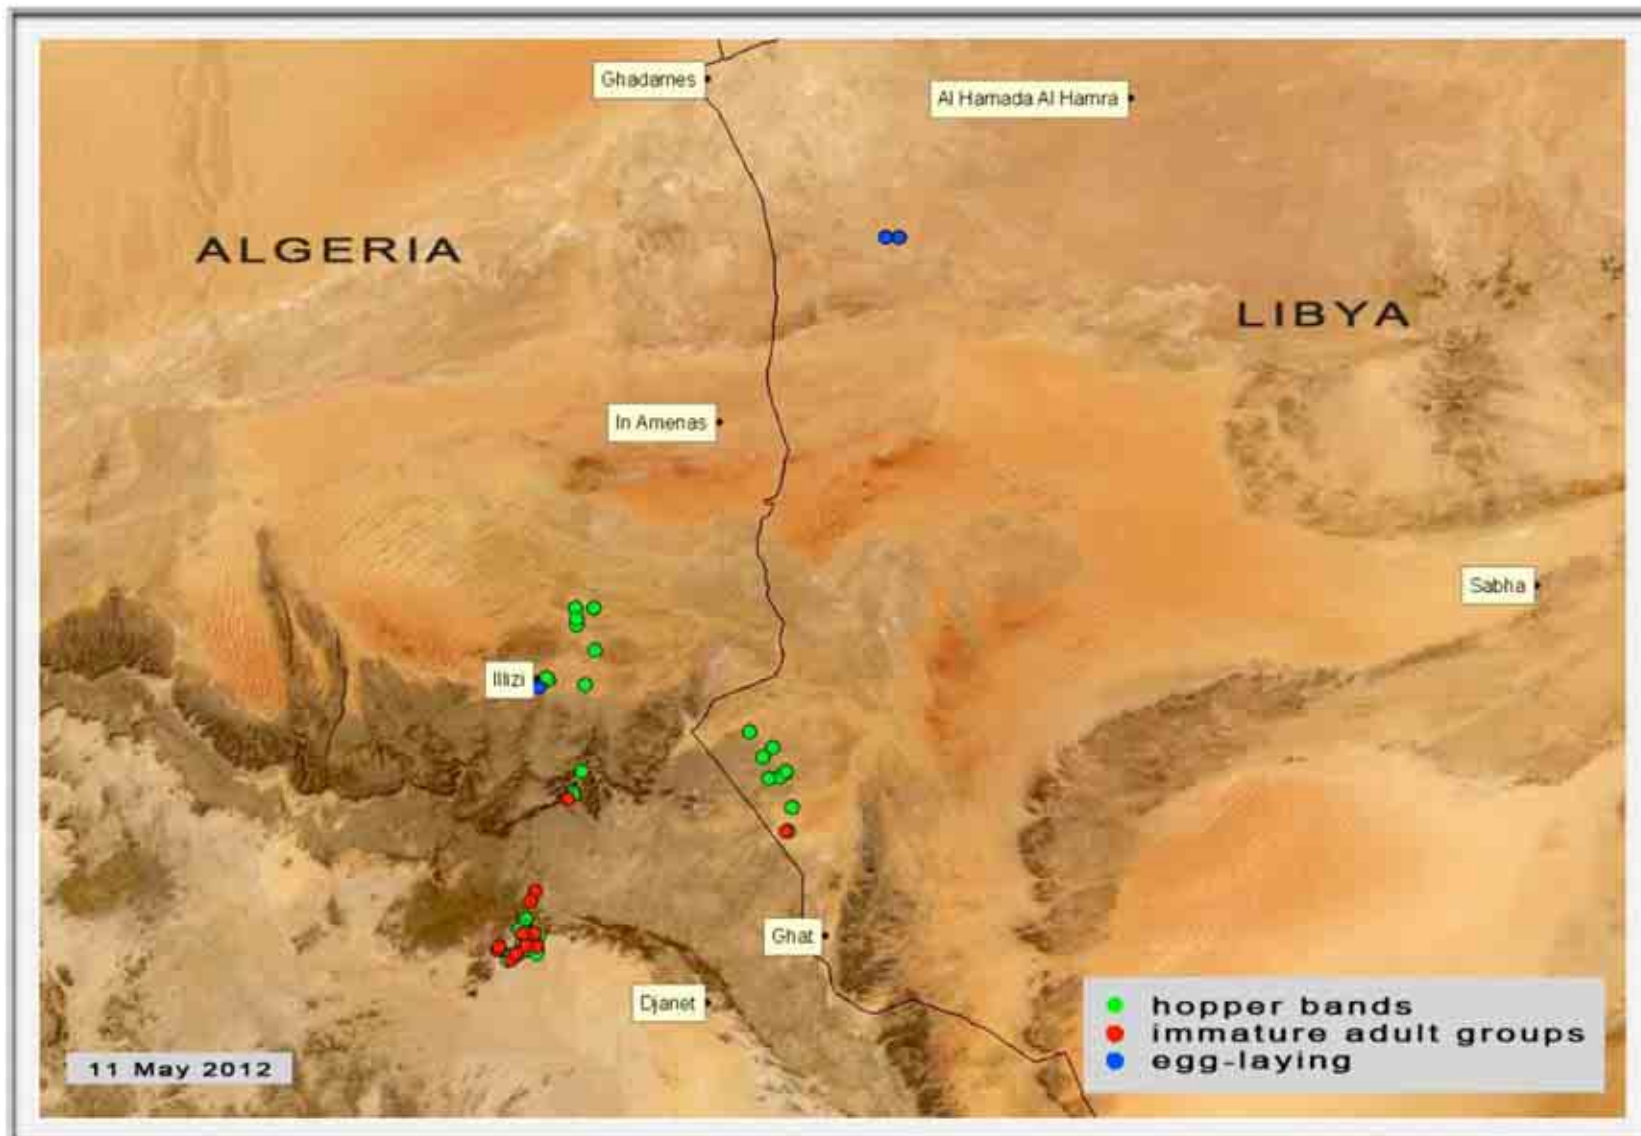 Ghadames
Al Hamada Al Hamra
ALGERIA
LIBYA
In Amenas
Sabha
Illizi
Ghat
Djanet
hopper bands
immature adult groups
egg-laying
11 May 2012